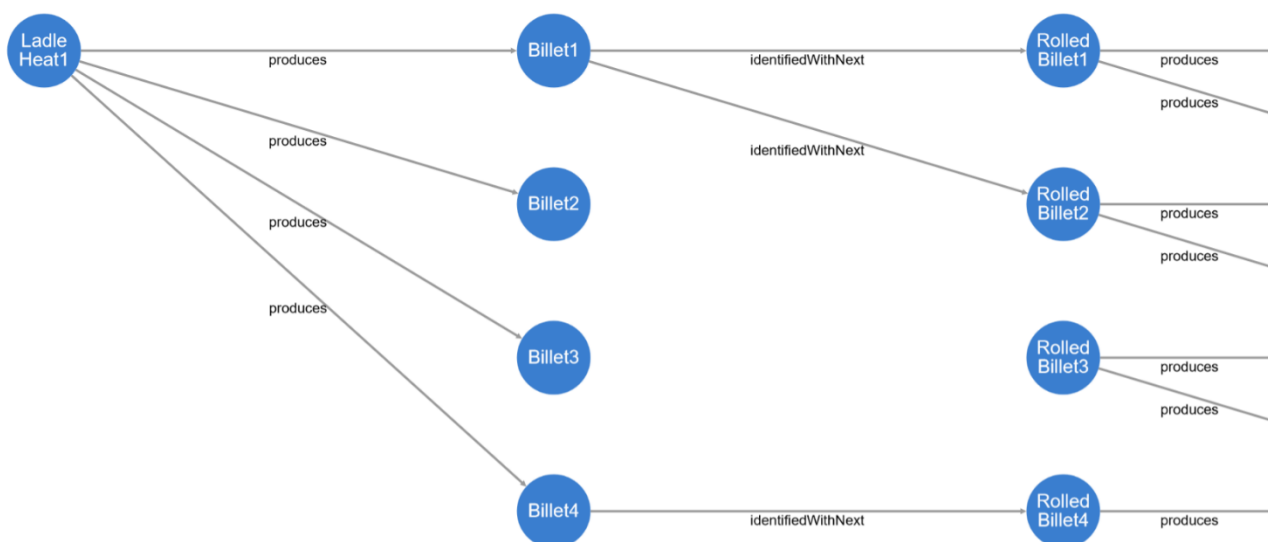 Ladle
Heat1
produces
Billet1
identifiedWithNext
Rolled
Billet1
produces
produces
produces
Billet2
identifiedWithNext
Rolled
Billet2
produces
produces
produces
Billet3
Rolled
Billet3
produces
produces
produces
Billet4
identifiedWithNext
Rolled
Billet4
produces